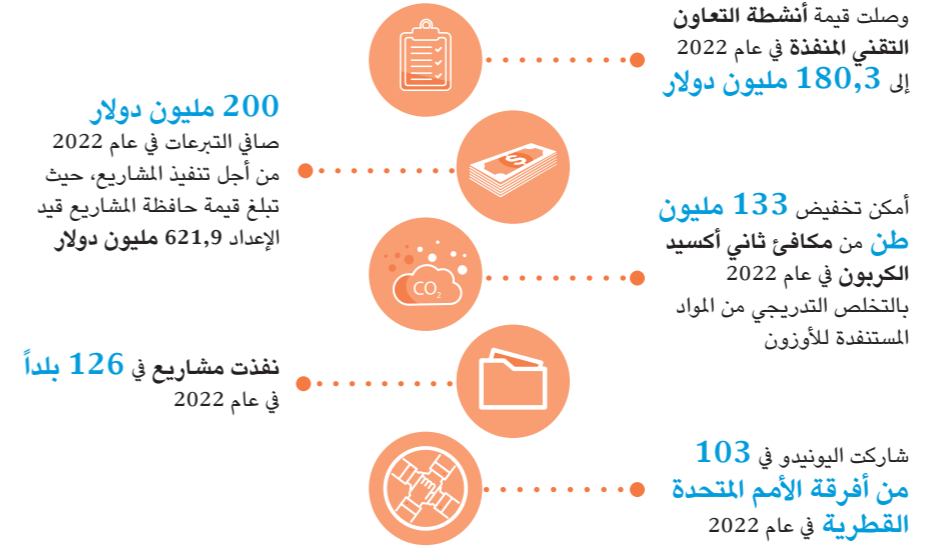 وصلت قيمة أنشطة التعاون
التقني المنفذة في عام 2022
إلى 180,3 مليون دولار
200 مليون دولار
صافي التبرعات في عام 2022
من أجل تنفيذ المشاريع، حيث
تبلغ قيمة حافظة المشاريع قيد
الإعداد 621,9 مليون دولار
أمكن تخفيض 133 مليون
طن من مكافئ ثاني أكسيد
الكربون في عام 2022
بالتخلص التدريجي من المواد
المستنفدة للأوزون
CO₂
نفذت مشاريع في 126 بلداً
في عام 2022
شاركت اليونيدو في 103
من أفرقة الأمم المتحدة
القطرية في عام 2022